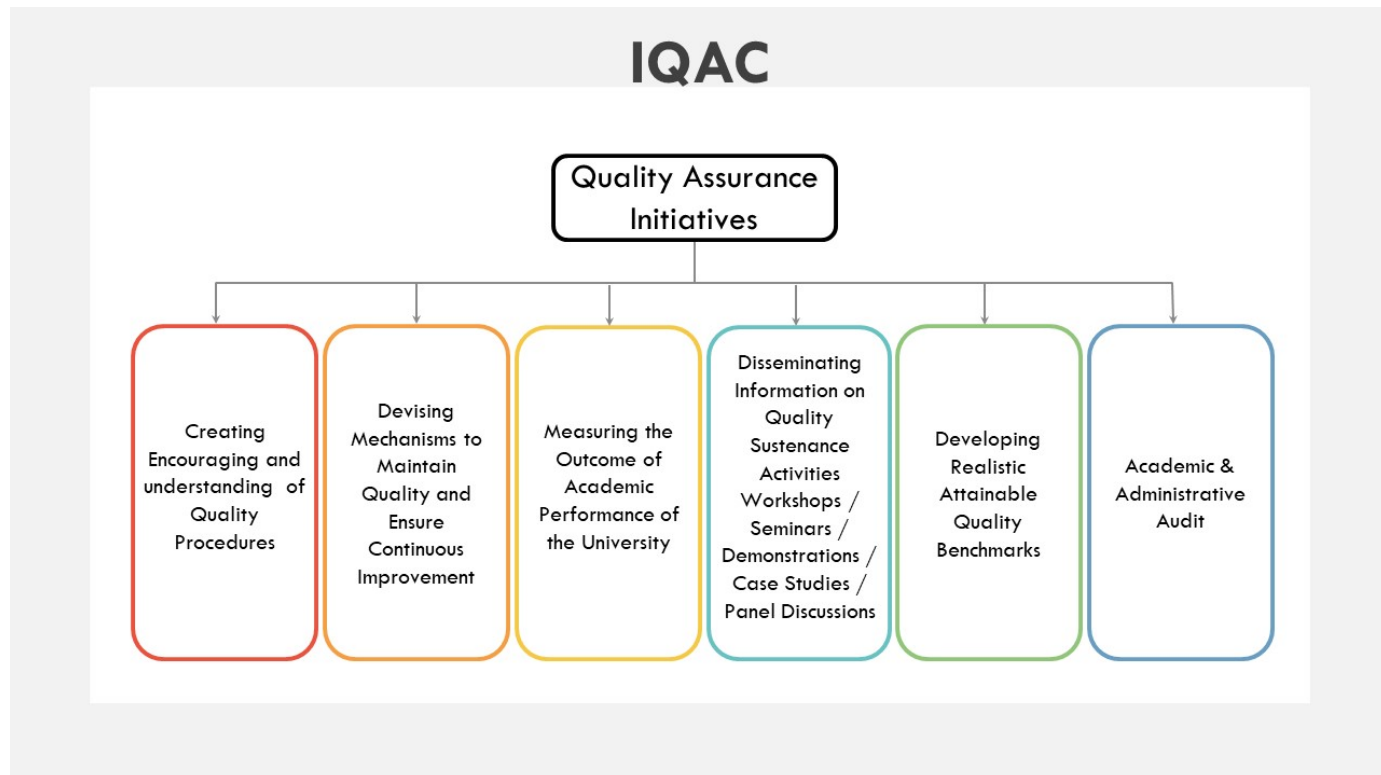 IQAC
Quality Assurance
Initiatives
Creating
Encouraging and
understanding of
Quality
Procedures
Devising
Mechanisms to
Maintain
Quality and
Ensure
Continuous
Improvement
Measuring the
Outcome of
Academic
Performance of
the University
Disseminating
Information on
Quality
Sustenance
Activities
Workshops /
Seminars /
Demonstrations /
Case Studies /
Panel Discussions
Developing
Realistic
Attainable
Quality
Benchmarks
Academic &
Administrative
Audit